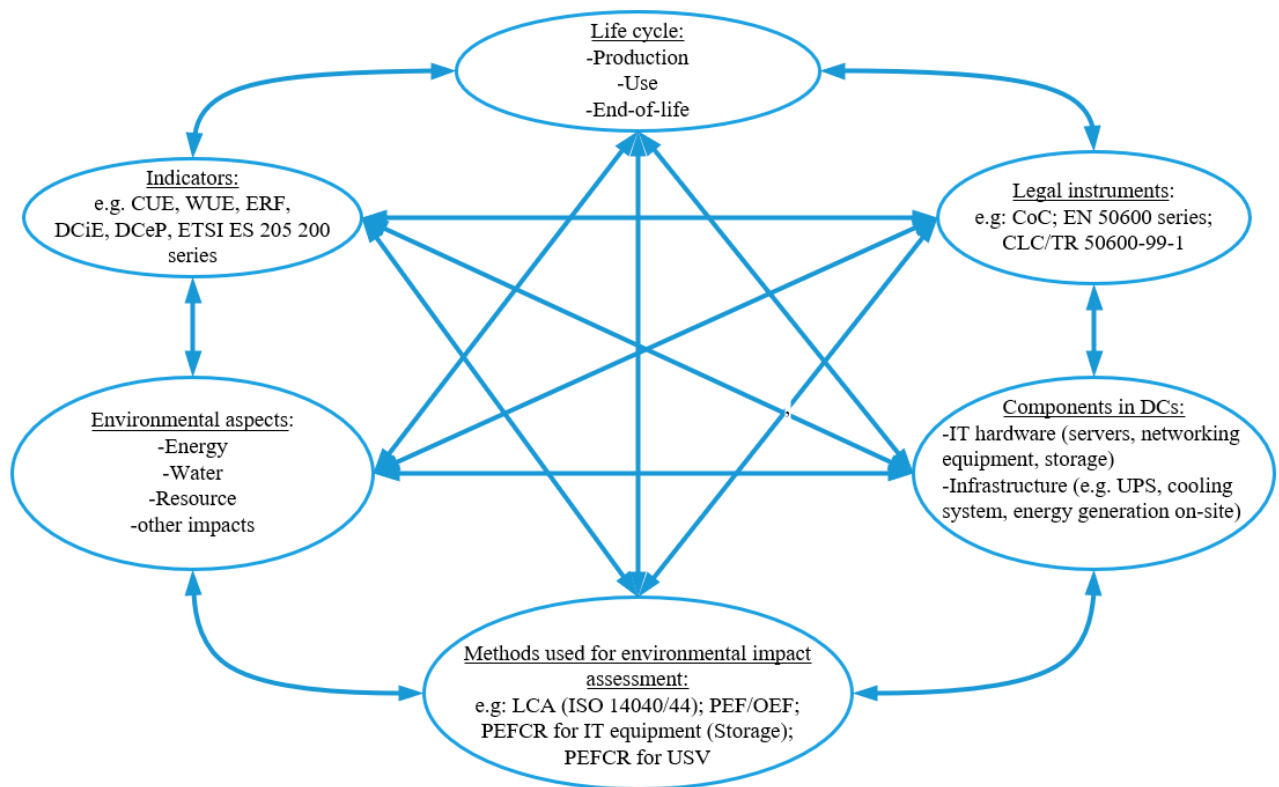 Life cycle:
-Production
-Use
-End-of-life
Indicators:
e.g. CUE, WUE, ERF,
DCiE, DCeP, ETSI ES 205 200
series
Legal instruments:
e.g: CoC; EN 50600 series;
CLC/TR 50600-99-1
Environmental aspects:
-Energy
-Water
-Resource
-other impacts
,
Components in DCs:
-IT hardware (servers, networking
equipment, storage)
-Infrastructure (e.g. UPS, cooling
system, energy generation on-site)
Methods used for environmental impact
assessment:
e.g: LCA (ISO 14040/44); PEF/OEF;
PEFCR for IT equipment (Storage);
PEFCR for USV